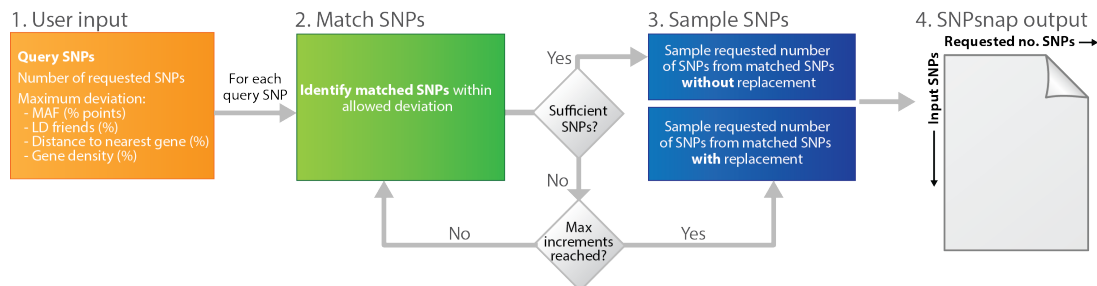 1. User input
Query SNPs
Number of requested SNPs
Maximum deviation:
- MAF (% points)
- LD friends (%)
- Distance to nearest gene (%)
- Gene density (%)
For each
query SNP
2. Match SNPs
Identify matched SNPs within
allowed deviation
Yes
Sufficient
SNPs?
No
Max
increments
reached?
No
Yes
3. Sample SNPs
Sample requested number
of SNPs from matched SNPs
without replacement
Sample requested number
of SNPs from matched SNPs
with replacement
4. SNPsnap output
Requested no. SNPs
Input SNPs